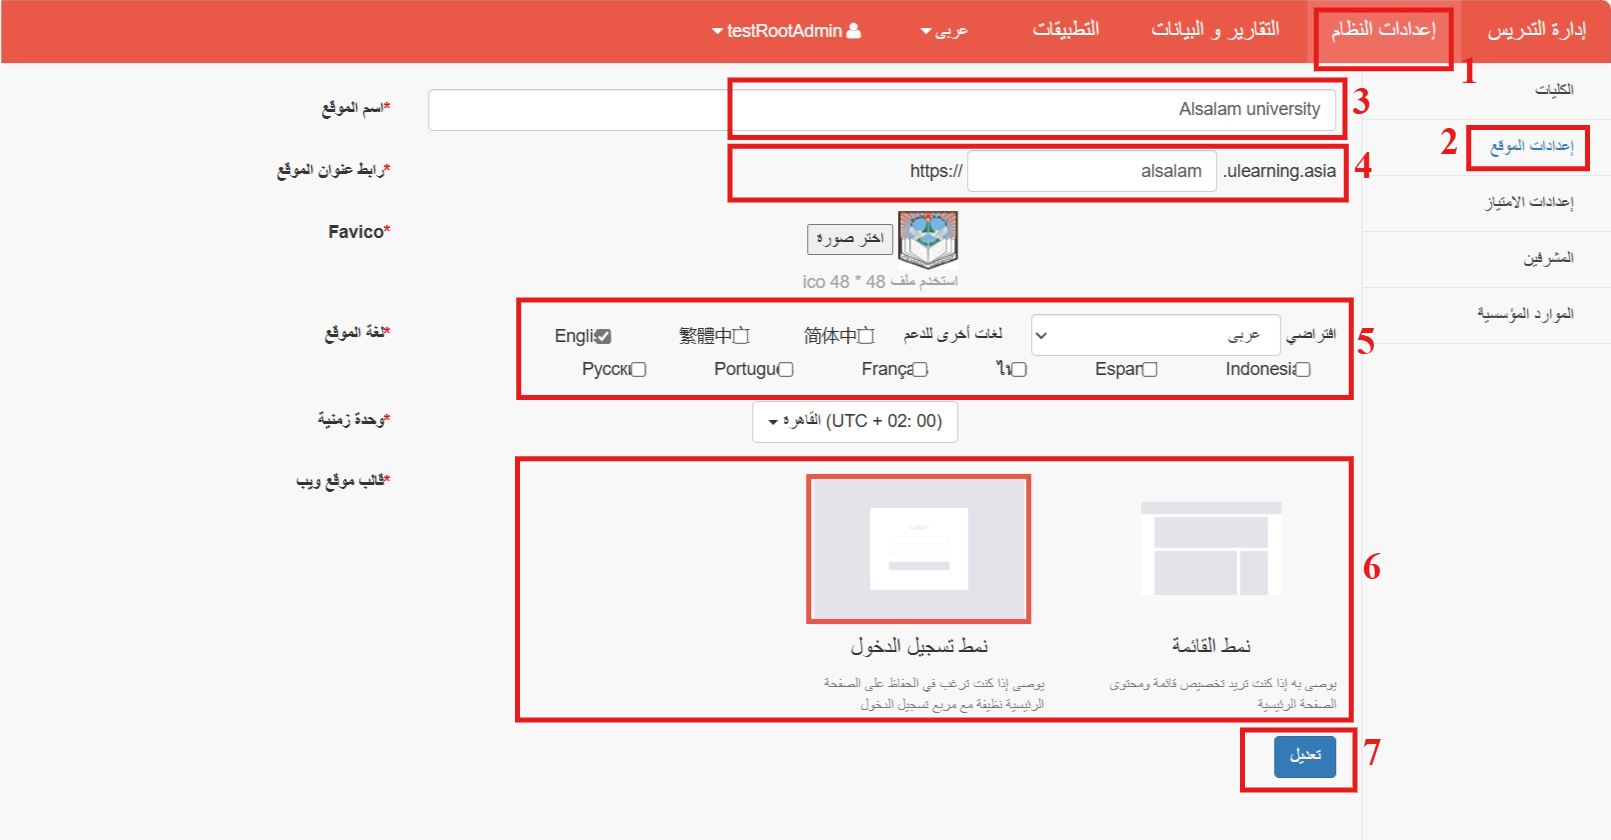 إدارة التدريس
إعدادات النظام
التقارير و البيانات
التطبيقات
عربى
testRootAdmin
1
الكليات
2
إعدادات الموقع
إعدادات الامتياز
المشرفين
الموارد المؤسسية
*اسم الموقع
Alsalam university
3
*رابط عنوان الموقع
https:// alsalam .ulearning.asia
4
Favico*
اختر صورة
استخدم ملف ico 48 * 48
*لغة الموقع
افتراضي عربى لغات أخرى للدعم 简体中 繁體中 Englis
Indonesia Espan ไท França Portugu Русски
5
*وحدة زمنية
(UTC + 02: 00) القاهرة
*قالب موقع ويب
Login
نمط القائمة
يوصى به إذا كنت تريد تخصيص قائمة ومحتوى
الصفحة الرئيسية
نمط تسجيل الدخول
يوصى إذا كنت ترغب في الحفاظ على الصفحة
الرئيسية نظيفة مع مربع تسجيل الدخول
6
تعديل
7